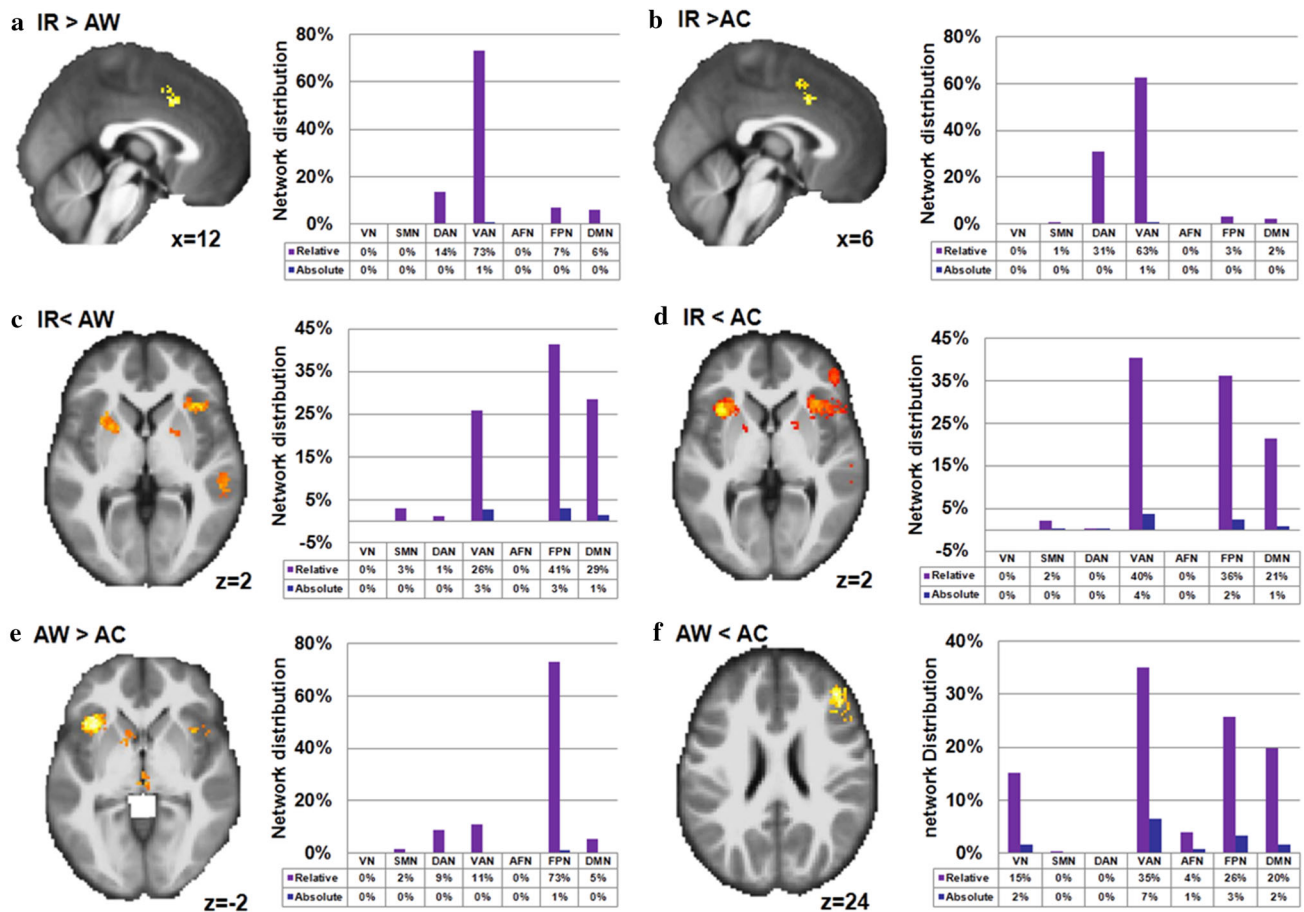 a IR > AW
Network distribution
80%
60%
40%
20%
0%
VN SMN DAN VAN AFN FPN DMN
Relative 0% 0% 14% 73% 0% 7% 6%
Absolute 0% 0% 0% 1% 0% 0% 0%
x=12
b IR >AC
Network distribution
80%
60%
40%
20%
0%
VN SMN DAN VAN AFN FPN DMN
Relative 0% 1% 31% 63% 0% 3% 2%
Absolute 0% 0% 0% 1% 0% 0% 0%
x=6
c IR< AW
Network distribution
45%
35%
25%
15%
5%
-5%
VN SMN DAN VAN AFN FPN DMN
Relative 0% 3% 1% 26% 0% 41% 29%
Absolute 0% 0% 0% 3% 0% 3% 1%
z=2
d IR < AC
Network distribution
45%
35%
25%
15%
5%
-5%
VN SMN DAN VAN AFN FPN DMN
Relative 0% 2% 0% 40% 0% 36% 21%
Absolute 0% 0% 0% 4% 0% 2% 1%
z=2
e AW > AC
Network distribution
80%
60%
40%
20%
0%
VN SMN DAN VAN AFN FPN DMN
Relative 0% 2% 9% 11% 0% 73% 5%
Absolute 0% 0% 0% 0% 0% 1% 0%
z=-2
f AW < AC
network Distribution
40%
30%
20%
10%
0%
VN SMN DAN VAN AFN FPN DMN
Relative 15% 0% 0% 35% 4% 26% 20%
Absolute 2% 0% 0% 7% 1% 3% 2%
z=24